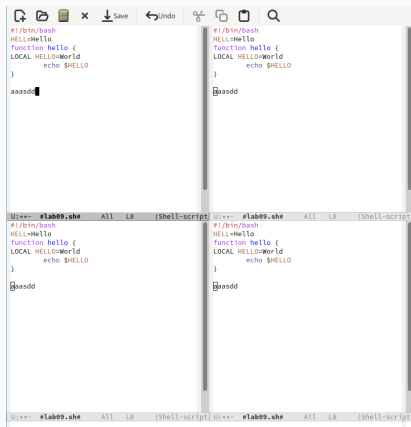 Save Undo
#!/bin/bash
HELL=Hello
function hello {
LOCAL HELLO=World
echo $HELLO
}
aaasdd
U:**- #lab09.sh# All L8 (Shell-script
#!/bin/bash
HELL=Hello
function hello {
LOCAL HELLO=World
echo $HELLO
}
aaasdd
U:**- #lab09.sh# All L8 (Shell-script
#!/bin/bash
HELL=Hello
function hello {
LOCAL HELLO=World
echo $HELLO
}
aaasdd
U:**- #lab09.sh# All L8 (Shell-script
#!/bin/bash
HELL=Hello
function hello {
LOCAL HELLO=World
echo $HELLO
}
aaasdd
U:**- #lab09.sh# All L8 (Shell-script